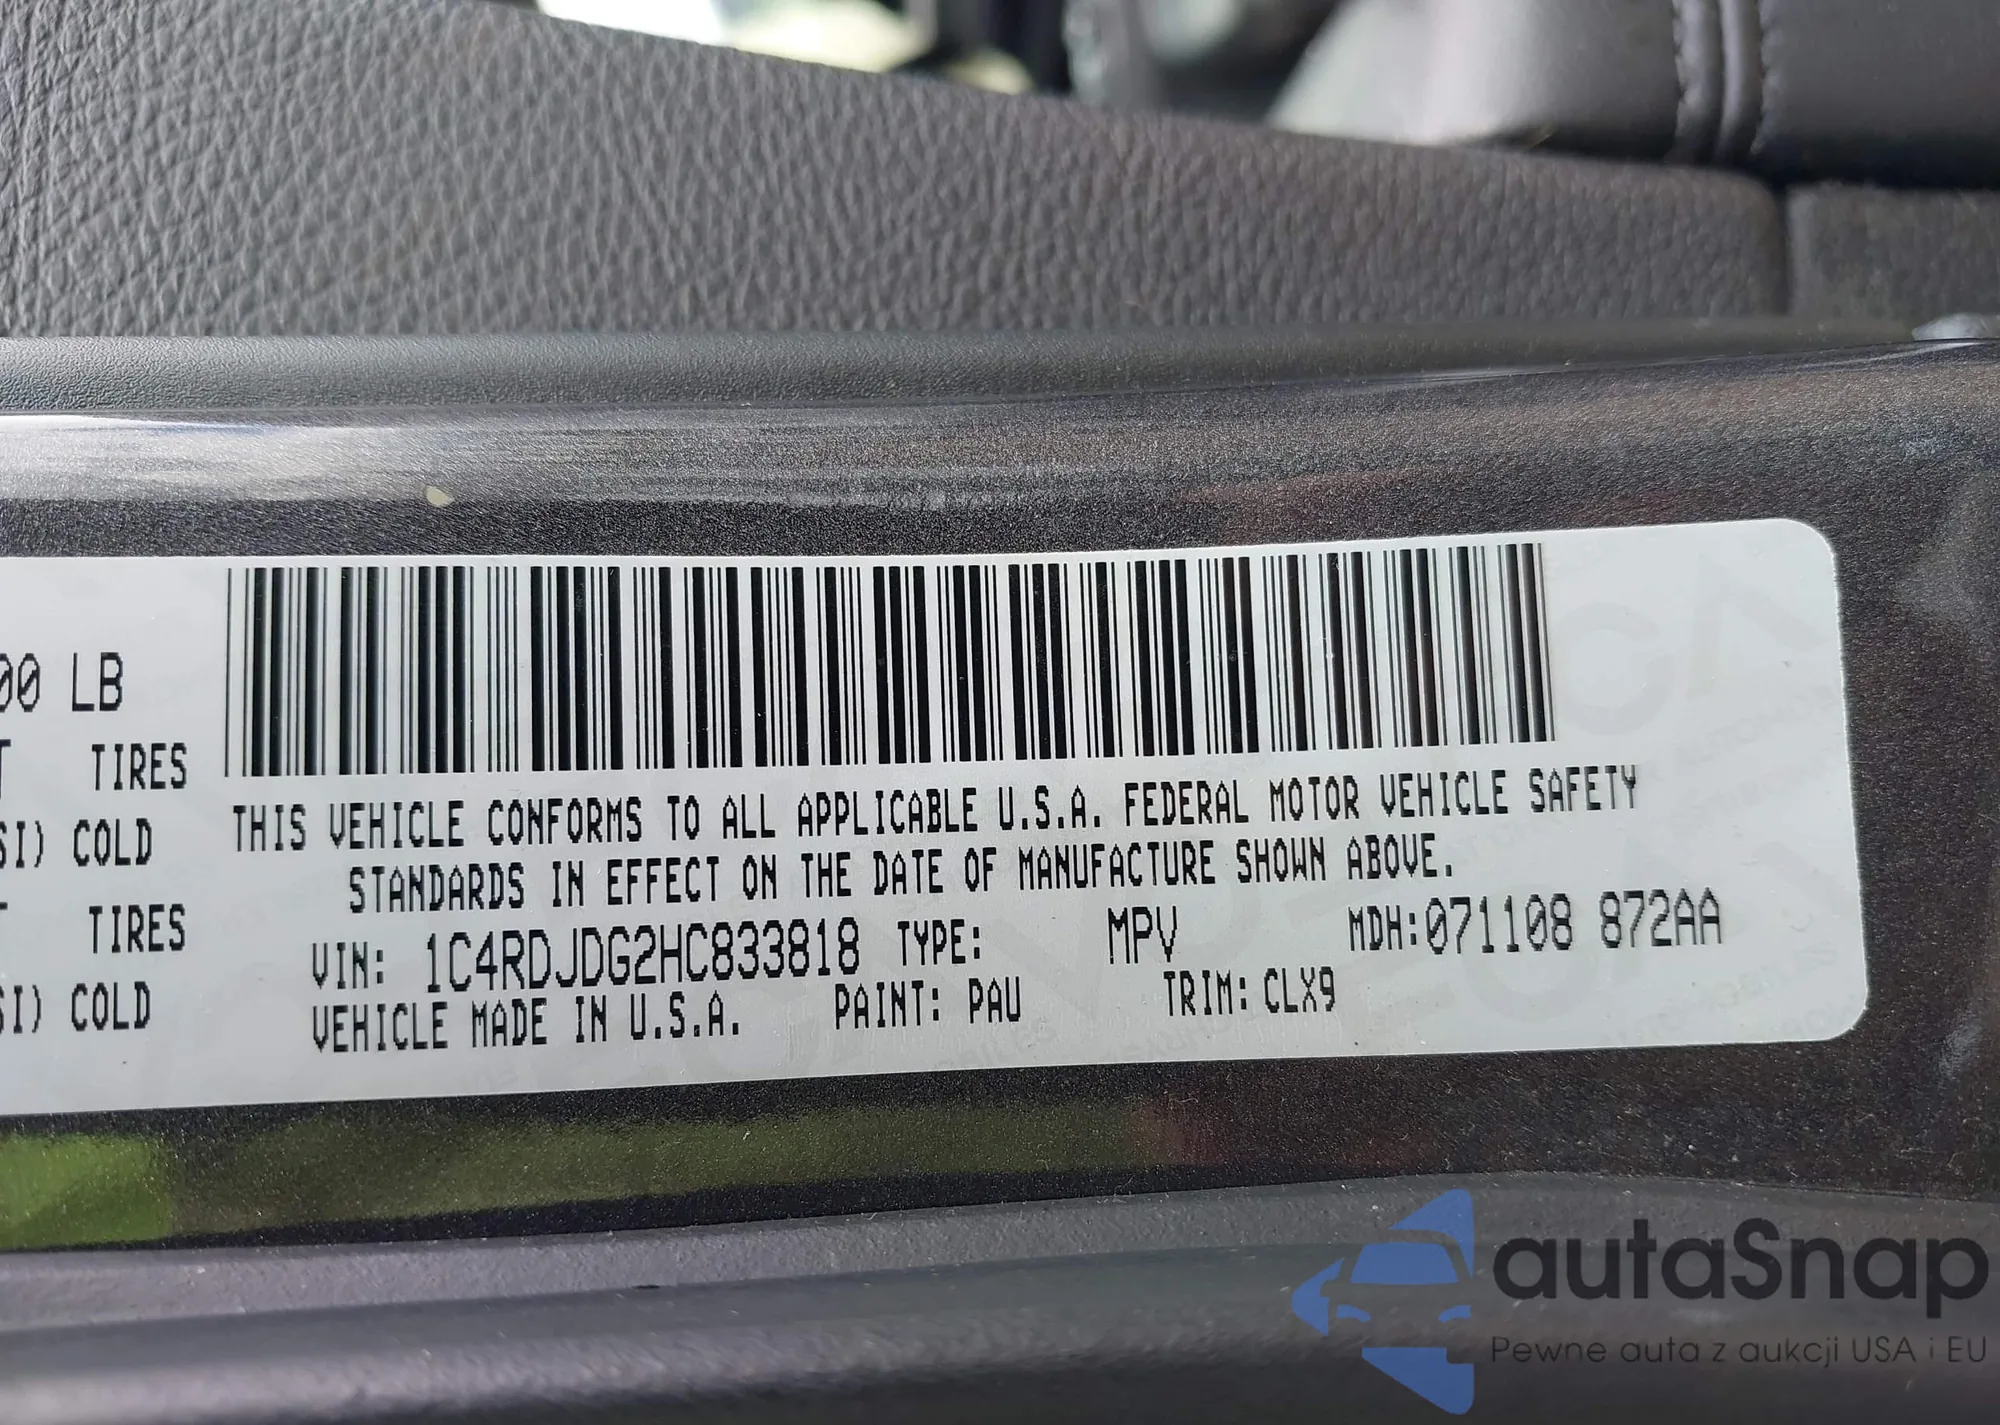 00 LB
TIRES
SI) COLD
TIRES
SI) COLD
THIS VEHICLE CONFORMS TO ALL APPLICABLE U.S.A. FEDERAL MOTOR VEHICLE SAFETY
STANDARDS IN EFFECT ON THE DATE OF MANUFACTURE SHOWN ABOVE.
VIN: 1C4RDJDG2HC833818 TYPE: MPV MDH:071108 872AA
VEHICLE MADE IN U.S.A. PAINT: PAU TRIM: CLX9
autaSnap
Pewne auta z aukcji USA i EU